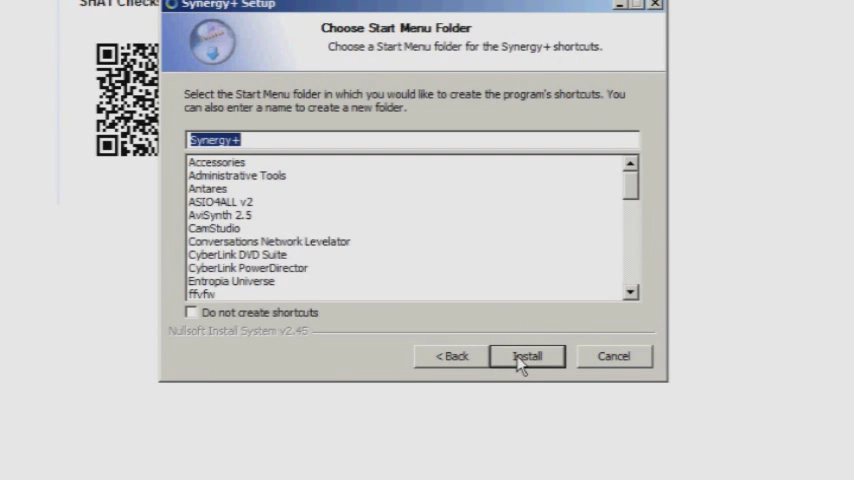 SHA1 Check
Synergy+ Setup
Choose Start Menu Folder
Choose a Start Menu folder for the Synergy+ shortcuts.
Select the Start Menu folder in which you would like to create the program's shortcuts. You
can also enter a name to create a new folder.
Synergy+
Accessories
Administrative Tools
Antares
ASIO4ALL v2
AviSynth 2.5
CamStudio
Conversations Network Levelator
CyberLink DVD Suite
CyberLink PowerDirector
Entropia Universe
ffvfw
Do not create shortcuts
Nullsoft Install System v2.45
< Back
Install
Cancel